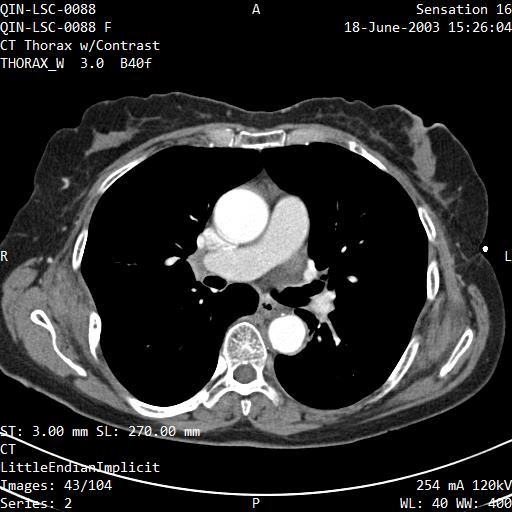 QIN-LSC-0088
A
Sensation 16
QIN-LSC-0088 F
18-June-2003 15:26:04
CT Thorax w/Contrast
THORAX_W 3.0 B40f
R
L
ST: 3.00 mm SL: 270.00 mm
CT
LittleEndianImplicit
Images: 43/104
254 mA 120kV
Series: 2
P
WL: 40 WW: 400